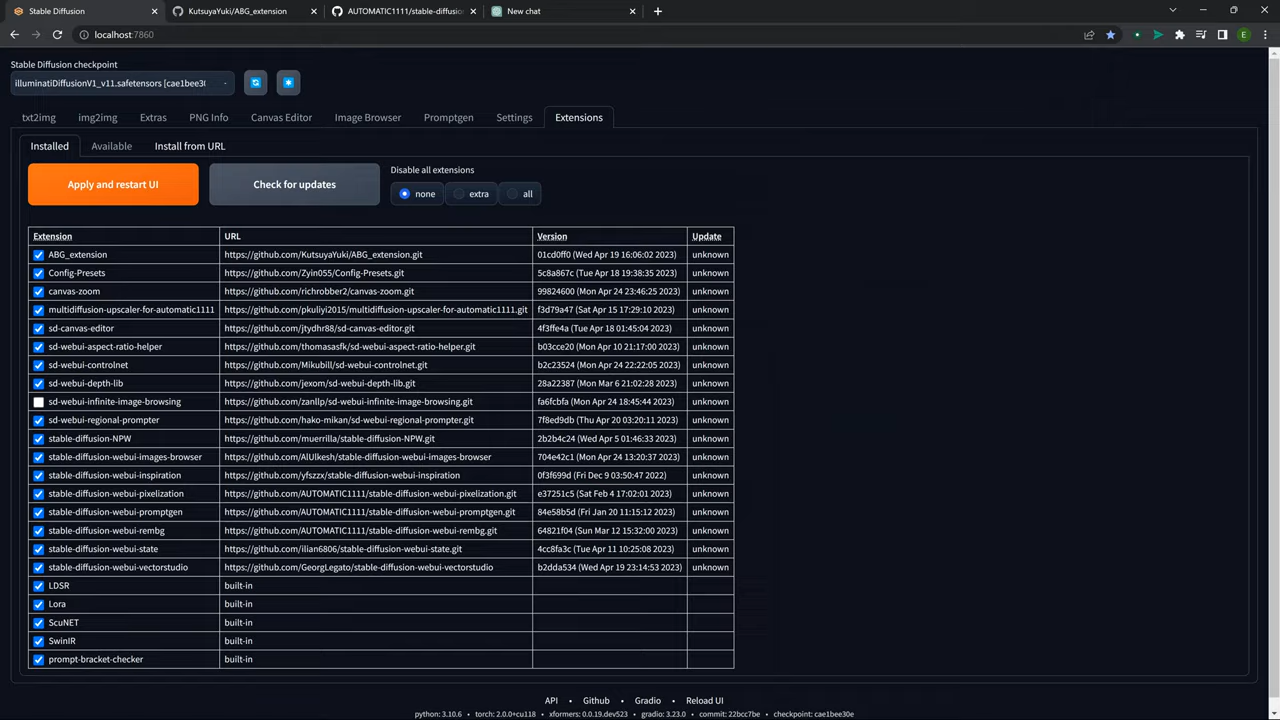 Stable Diffusion
KutsuyaYuki/ABG_extension
AUTOMATIC1111/stable-diffusion
New chat
localhost:7860
E
Stable Diffusion checkpoint
illuminatiDiffusionV1_v11.safetensors [cae1bee30
txt2img img2img Extras PNG Info Canvas Editor Image Browser Promptgen Settings Extensions
Installed Available Install from URL
Apply and restart UI
Check for updates
Disable all extensions
none extra all
Extension URL Version Update
ABG_extension https://github.com/KutsuyaYuki/ABG_extension.git 01cd0ff0 (Wed Apr 19 16:06:02 2023) unknown
Config-Presets https://github.com/Zyin055/Config-Presets.git 5c8a867c (Tue Apr 18 19:38:35 2023) unknown
canvas-zoom https://github.com/richrobber2/canvas-zoom.git 99824600 (Mon Apr 24 23:46:25 2023) unknown
multidiffusion-upscaler-for-automatic1111 https://github.com/pkuliyi2015/multidiffusion-upscaler-for-automatic1111.git f3d79a47 (Sat Apr 15 17:29:10 2023) unknown
sd-canvas-editor https://github.com/jtydhr88/sd-canvas-editor.git 4f3ffe4a (Tue Apr 18 01:45:04 2023) unknown
sd-webui-aspect-ratio-helper https://github.com/thomasasfk/sd-webui-aspect-ratio-helper.git b03cce20 (Mon Apr 10 21:17:00 2023) unknown
sd-webui-controlnet https://github.com/Mikubill/sd-webui-controlnet.git b2c23524 (Mon Apr 24 22:22:05 2023) unknown
sd-webui-depth-lib https://github.com/jexom/sd-webui-depth-lib.git 28a22387 (Mon Mar 6 21:02:28 2023) unknown
sd-webui-infinite-image-browsing https://github.com/zanllp/sd-webui-infinite-image-browsing.git fa6fcbfa (Mon Apr 24 18:45:44 2023) unknown
sd-webui-regional-prompter https://github.com/hako-mikan/sd-webui-regional-prompter.git 7f8ed9db (Thu Apr 20 03:20:11 2023) unknown
stable-diffusion-NPW https://github.com/muerrilla/stable-diffusion-NPW.git 2b2b4c24 (Wed Apr 5 01:46:33 2023) unknown
stable-diffusion-webui-images-browser https://github.com/AlUlkesh/stable-diffusion-webui-images-browser 704e42c1 (Mon Apr 24 13:20:37 2023) unknown
stable-diffusion-webui-inspiration https://github.com/yfszzx/stable-diffusion-webui-inspiration 0f3f699d (Fri Dec 9 03:50:47 2022) unknown
stable-diffusion-webui-pixelization https://github.com/AUTOMATIC1111/stable-diffusion-webui-pixelization.git e37251c5 (Sat Feb 4 17:02:01 2023) unknown
stable-diffusion-webui-promptgen https://github.com/AUTOMATIC1111/stable-diffusion-webui-promptgen.git 84e58b5d (Fri Jan 20 11:15:12 2023) unknown
stable-diffusion-webui-rembg https://github.com/AUTOMATIC1111/stable-diffusion-webui-rembg.git 64821f04 (Sun Mar 12 15:32:00 2023) unknown
stable-diffusion-webui-state https://github.com/ilian6806/stable-diffusion-webui-state.git 4cc8fa3c (Tue Apr 11 10:25:08 2023) unknown
stable-diffusion-webui-vectorstudio https://github.com/GeorgLegato/stable-diffusion-webui-vectorstudio b2dda534 (Wed Apr 19 23:14:53 2023) unknown
LDSR built-in
Lora built-in
ScuNET built-in
SwinIR built-in
prompt-bracket-checker built-in
API • Github • Gradio • Reload UI
python: 3.10.6 • torch: 2.0.0+cu118 • xformers: 0.0.19.dev523 • gradio: 3.23.0 • commit: 22bcc7be • checkpoint: cae1bee30e